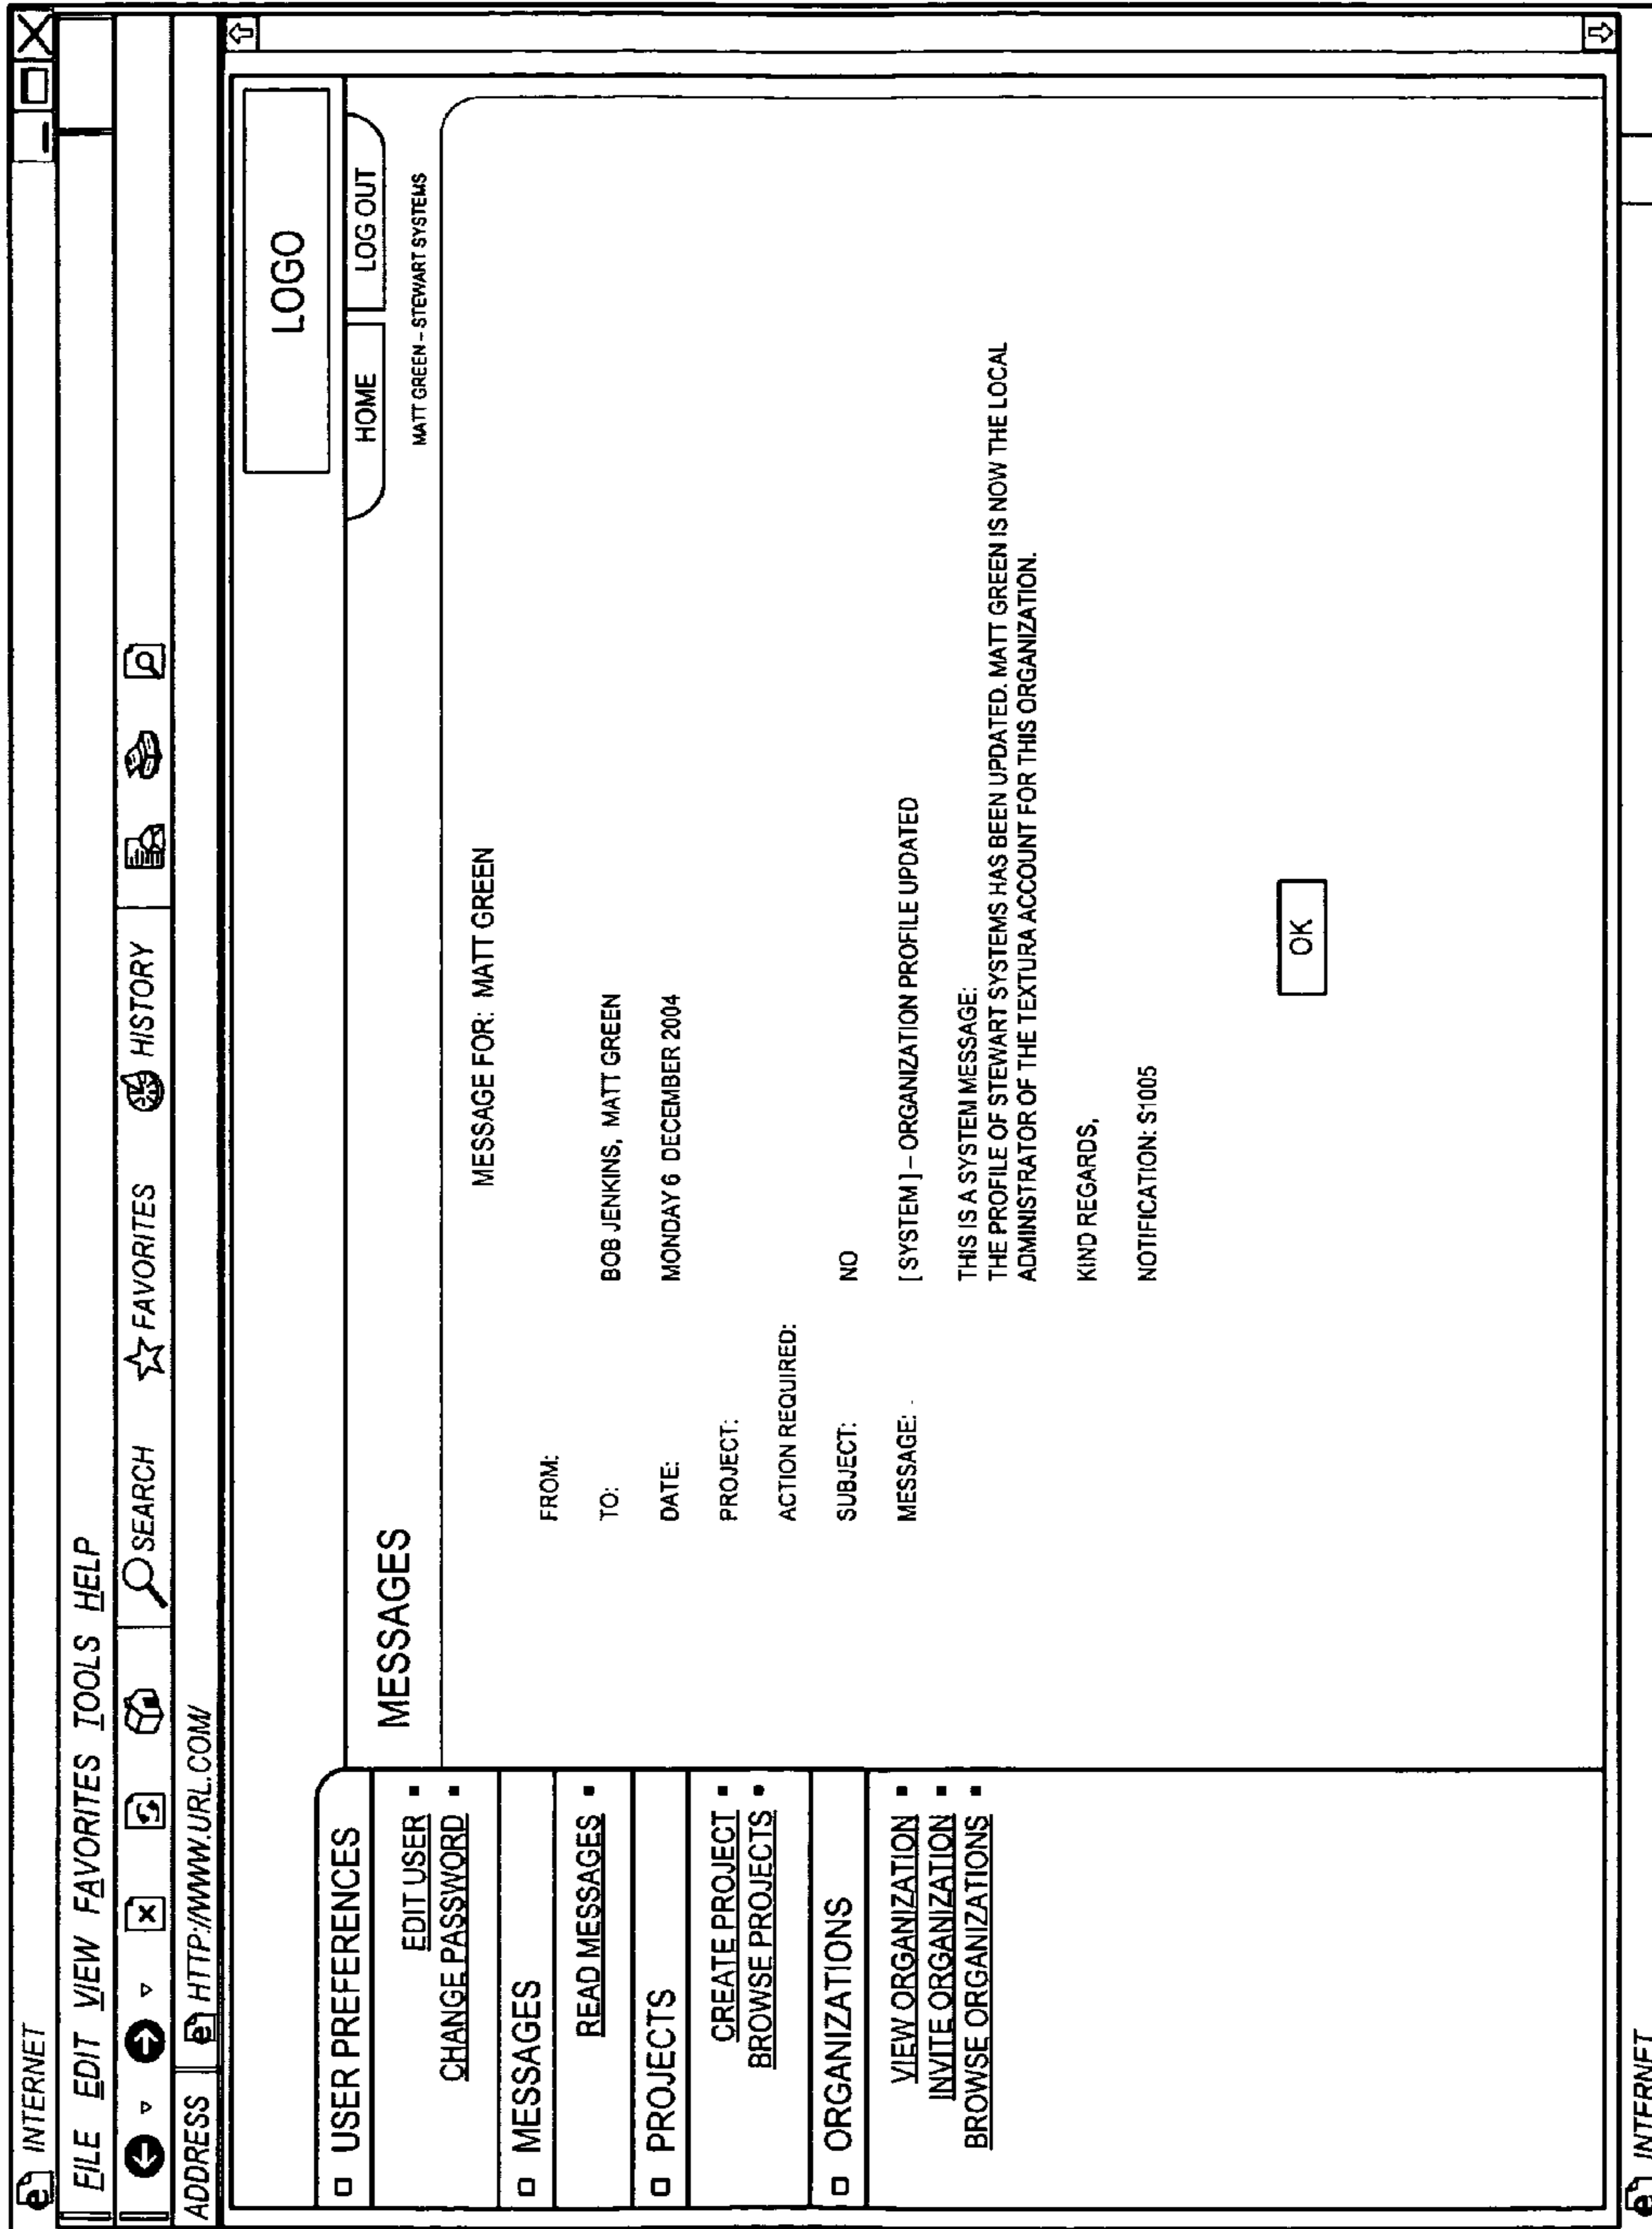 INTERNET
FILE EDIT VIEW FAVORITES TOOLS HELP
SEARCH FAVORITES HISTORY
ADDRESS HTTP://WWW.URL.COM/
LOGO
HOME LOG OUT
MESSAGES
MATT GREEN – STEWART SYSTEMS
USER PREFERENCES
EDIT USER
CHANGE PASSWORD
MESSAGES
READ MESSAGES
PROJECTS
CREATE PROJECT
BROWSE PROJECTS
ORGANIZATIONS
VIEW ORGANIZATION
INVITE ORGANIZATION
BROWSE ORGANIZATIONS
MESSAGE FOR: MATT GREEN
FROM:
TO: BOB JENKINS, MATT GREEN
DATE: MONDAY 6 DECEMBER 2004
PROJECT:
ACTION REQUIRED:
SUBJECT: NO
MESSAGE: [ SYSTEM ] – ORGANIZATION PROFILE UPDATED
THIS IS A SYSTEM MESSAGE:
THE PROFILE OF STEWART SYSTEMS HAS BEEN UPDATED. MATT GREEN IS NOW THE LOCAL
ADMINISTRATOR OF THE TEXTURA ACCOUNT FOR THIS ORGANIZATION.
KIND REGARDS,
NOTIFICATION: S1005
OK
INTERNET